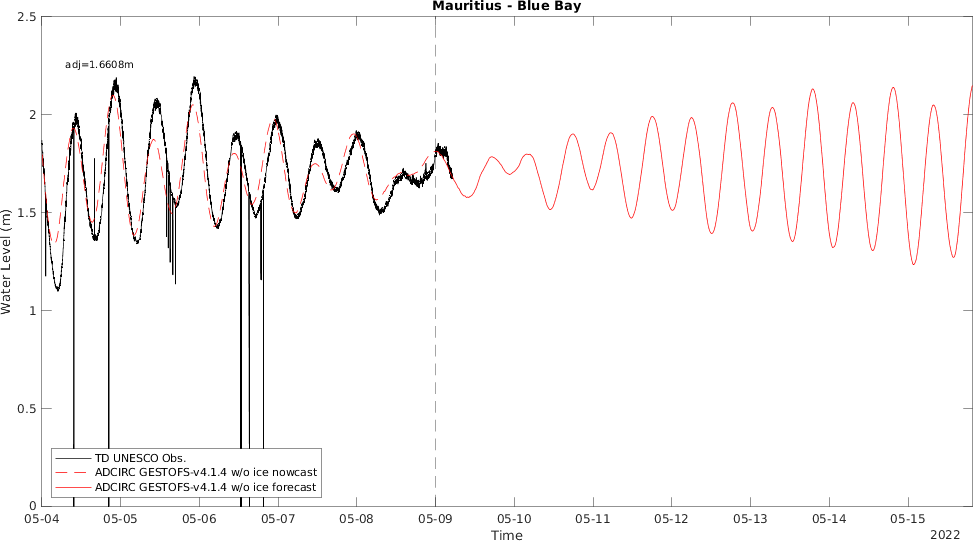 Mauritius - Blue Bay
2.5
adj=1.6608m
2
1.5
Water Level (m)
1
0.5
TD UNESCO Obs.
ADCIRC GESTOFS-v4.1.4 w/o ice nowcast
ADCIRC GESTOFS-v4.1.4 w/o ice forecast
0
05-04 05-05 05-06 05-07 05-08 05-09 05-10 05-11 05-12 05-13 05-14 05-15
Time
2022